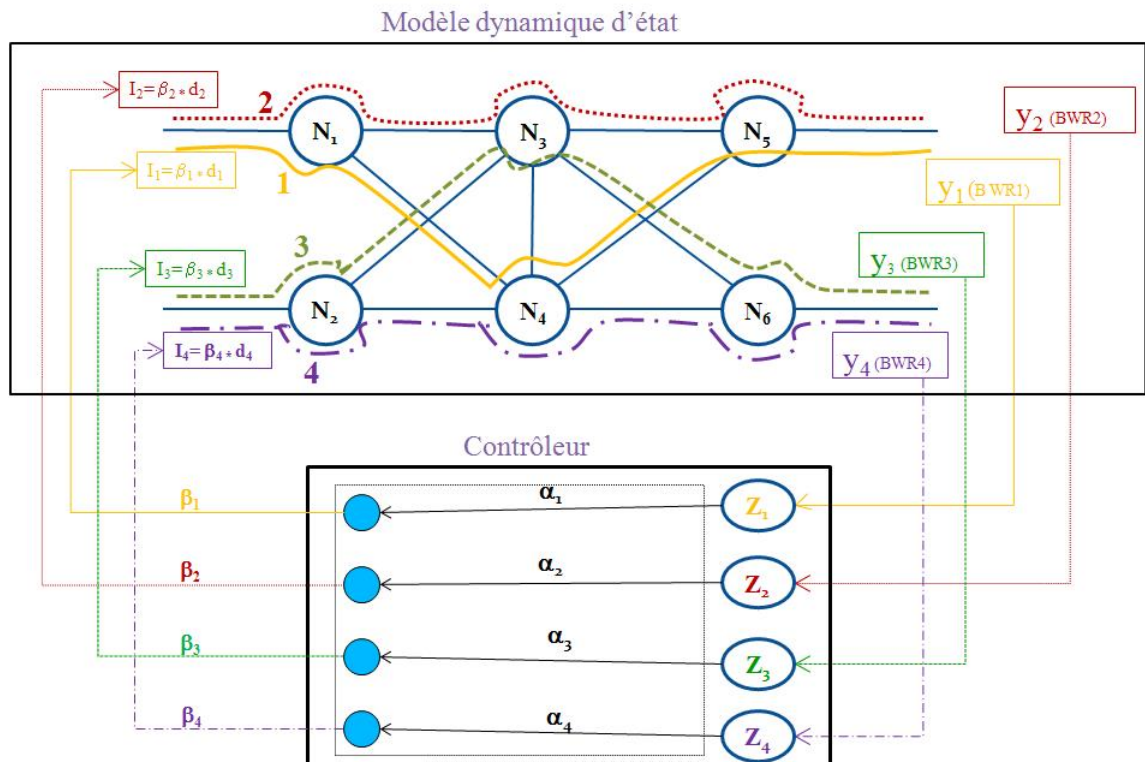 Modèle dynamique d'état
I₂=β₂*d₂
2
N₁
N₃
N₅
y₂ (BWR2)
I₁=β₁*d₁
1
y₁(BWR1)
3
I₃=β₃*d₃
y₃ (BWR3)
N₂
N₄
N₆
I₄=β₄*d₄
4
y₄ (BWR4)
Contrôleur
β₁
α₁
Z₁
β₂
α₂
Z₂
β₃
α₃
Z₃
β₄
α₄
Z₄